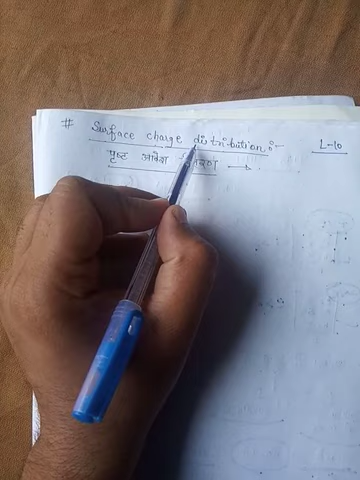 # Surface charge distribution :- L-10
पृष्ट आवेश →